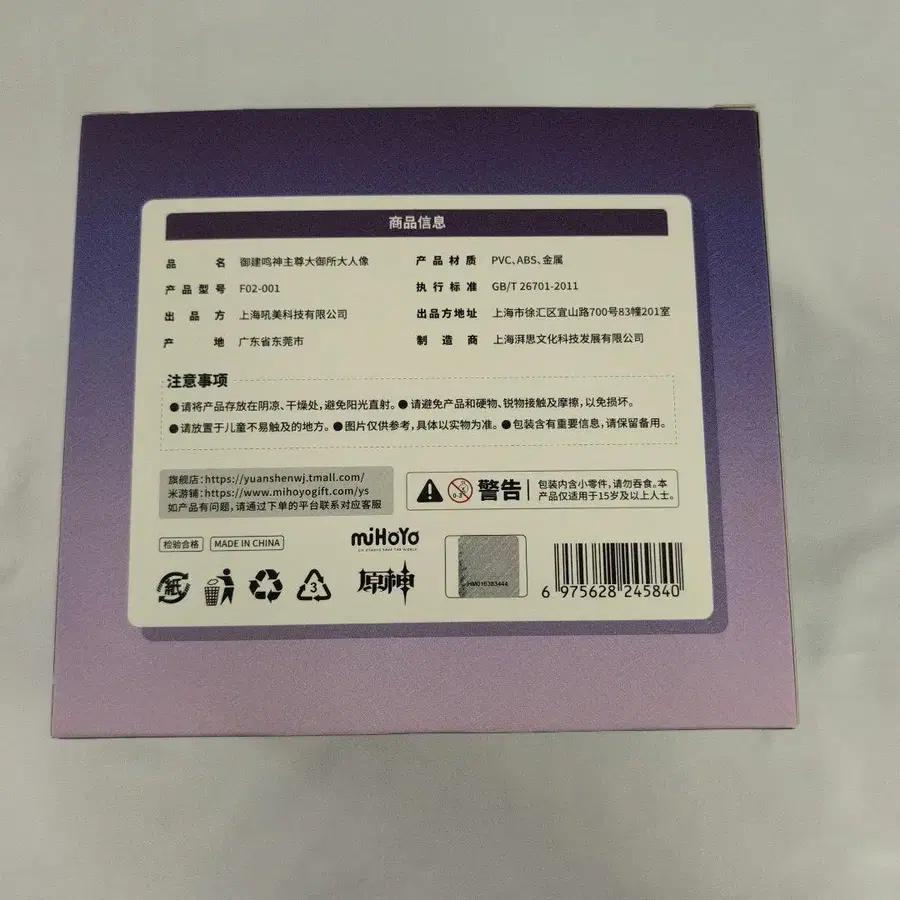 商品信息
品 名 御建鸣神主尊大御所大人像
产品材质 PVC、ABS、金属
产品型号 F02-001
执行标准 GB/T 26701-2011
出品方 上海吼美科技有限公司
出品方地址 上海市徐汇区宜山路700号83幢201室
产 地 广东省东莞市
制造商 上海湃思文化科技发展有限公司
注意事项
●请将产品存放在阴凉、干燥处,避免阳光直射。●请避免产品和硬物、锐物接触及摩擦,以免损坏。
●请放置于儿童不易触及的地方。●图片仅供参考,具体以实物为准。●包装含有重要信息,请保留备用。
旗舰店:https://yuanshenwj.tmall.com/
米游铺:https://www.mihoyogift.com/ys
如产品有问题,请通过下单的平台联系对应客服
0-3
警告
包装内含小零件,请勿吞食。本
产品仅适用于15岁及以上人士。
检验合格
MADE IN CHINA
miHoYo
TECH OTAKUS SAVE THE WORLD
紙
3
原神
HM016383444
6 975628 245840